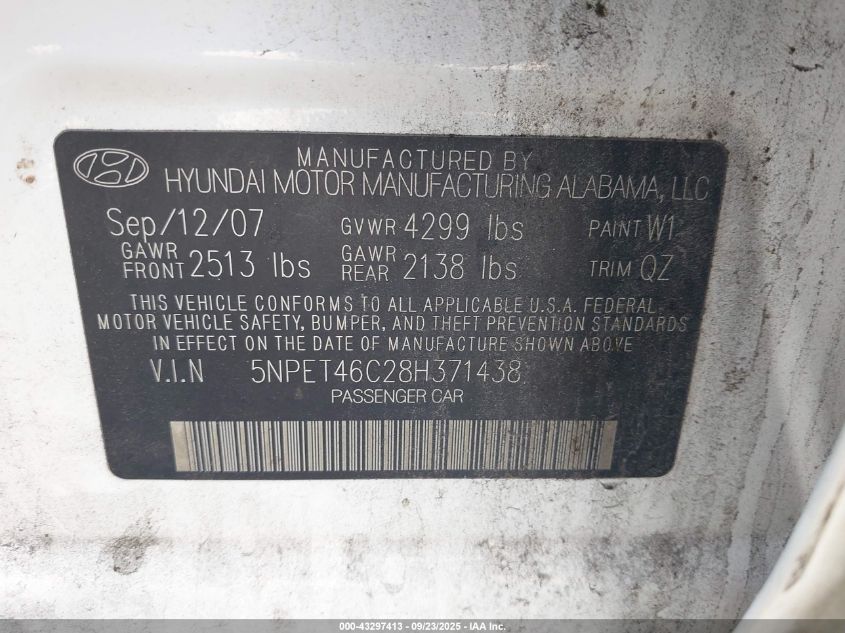 MANUFACTURED BY
HYUNDAI MOTOR MANUFACTURING ALABAMA, LLC
Sep/12/07 GVWR 4299 lbs PAINT W1
GAWR FRONT 2513 lbs GAWR REAR 2138 lbs TRIM QZ
THIS VEHICLE CONFORMS TO ALL APPLICABLE U.S.A. FEDERAL
MOTOR VEHICLE SAFETY, BUMPER, AND THEFT PREVENTION STANDARDS
IN EFFECT ON THE DATE OF MANUFACTURE SHOWN ABOVE
V.I.N 5NPET46C28H371438
PASSENGER CAR
000-43297413 - 09/23/2025 - IAA Inc.